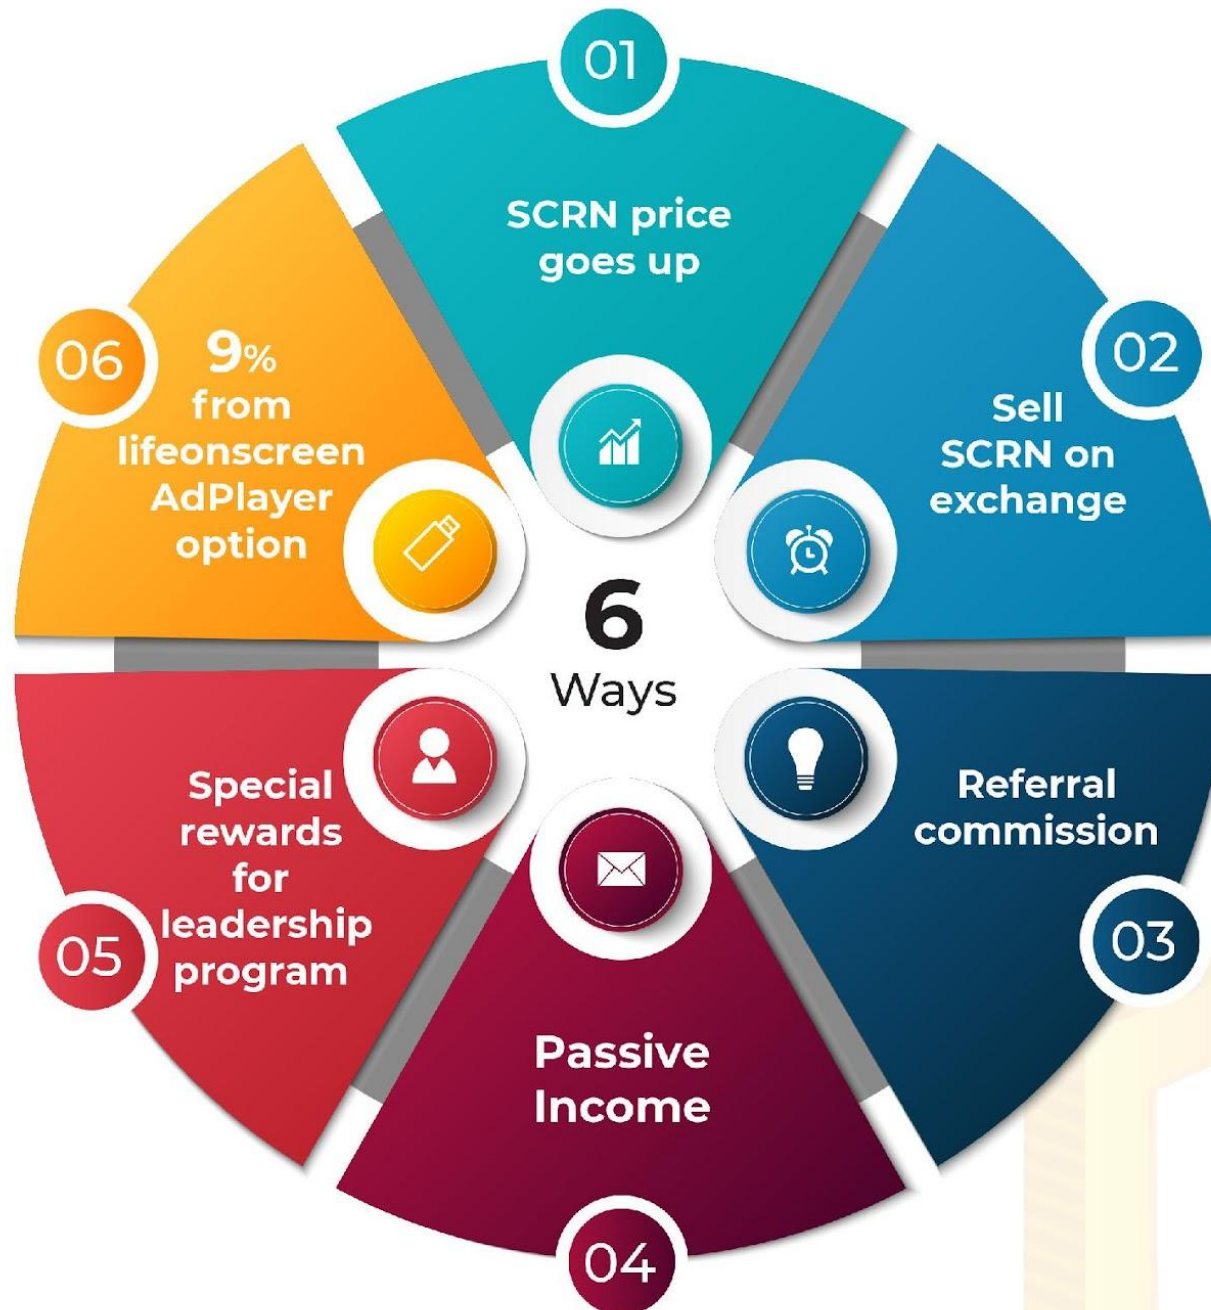 01
SCRN price
goes up
02
Sell
SCRN on
exchange
03
Referral
commission
04
Passive
Income
05
Special
rewards
for
leadership
program
06
9%
from
lifeonscreen
AdPlayer
option
6
Ways